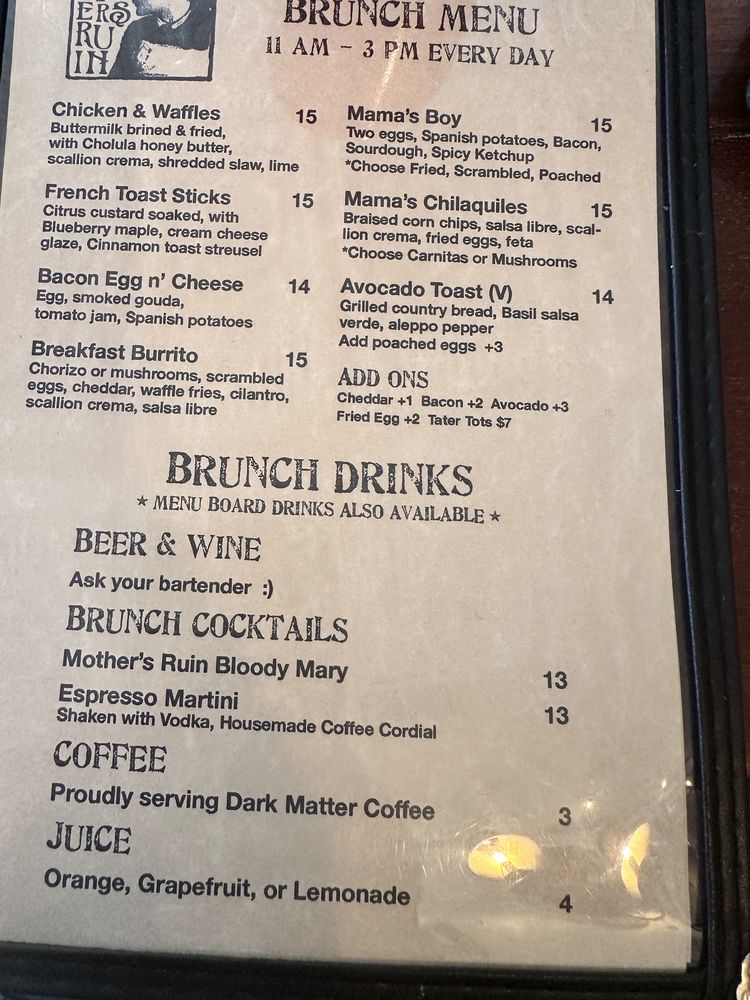 ERS
RU
IN
BRUNCH MENU
11 AM - 3 PM EVERY DAY
Chicken & Waffles 15
Buttermilk brined & fried,
with Cholula honey butter,
scallion crema, shredded slaw, lime
French Toast Sticks 15
Citrus custard soaked, with
Blueberry maple, cream cheese
glaze, Cinnamon toast streusel
Bacon Egg n' Cheese 14
Egg, smoked gouda,
tomato jam, Spanish potatoes
Breakfast Burrito 15
Chorizo or mushrooms, scrambled
eggs, cheddar, waffle fries, cilantro,
scallion crema, salsa libre
Mama's Boy 15
Two eggs, Spanish potatoes, Bacon,
Sourdough, Spicy Ketchup
*Choose Fried, Scrambled, Poached
Mama's Chilaquiles 15
Braised corn chips, salsa libre, scal-
lion crema, fried eggs, feta
*Choose Carnitas or Mushrooms
Avocado Toast (V) 14
Grilled country bread, Basil salsa
verde, aleppo pepper
Add poached eggs +3
ADD ONS
Cheddar +1 Bacon +2 Avocado +3
Fried Egg +2 Tater Tots $7
BRUNCH DRINKS
★ MENU BOARD DRINKS ALSO AVAILABLE ★
BEER & WINE
Ask your bartender :)
BRUNCH COCKTAILS
Mother's Ruin Bloody Mary 13
Espresso Martini 13
Shaken with Vodka, Housemade Coffee Cordial
COFFEE
Proudly serving Dark Matter Coffee 3
JUICE
Orange, Grapefruit, or Lemonade 4